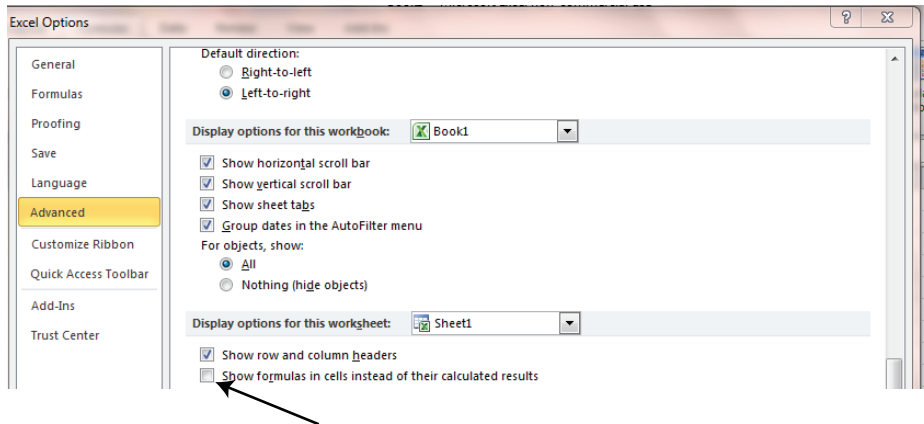 Excel Options
General
Formulas
Proofing
Save
Language
Advanced
Customize Ribbon
Quick Access Toolbar
Add-Ins
Trust Center
Default direction:
Right-to-left
Left-to-right
Display options for this workbook: Book1
Show horizontal scroll bar
Show vertical scroll bar
Show sheet tabs
Group dates in the AutoFilter menu
For objects, show:
All
Nothing (hide objects)
Display options for this worksheet: Sheet1
Show row and column headers
Show formulas in cells instead of their calculated results